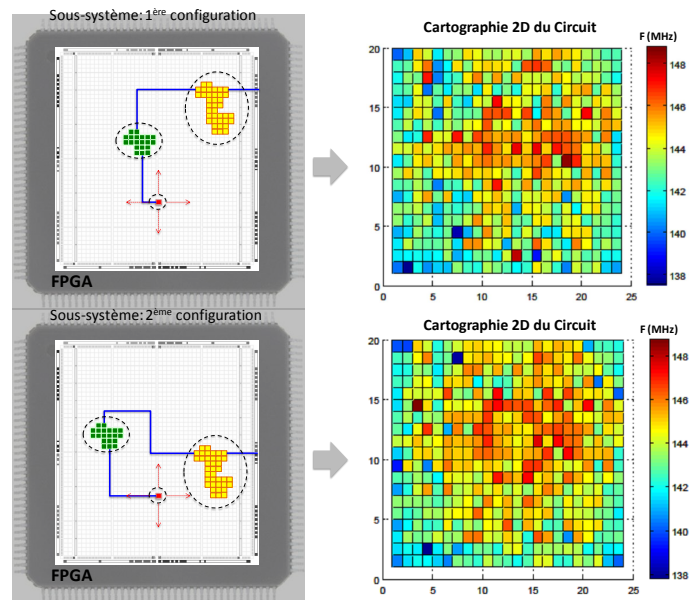 Sous-système: 1ère configuration
Cartographie 2D du Circuit
F (MHz)
20
15
10
5
0
0 5 10 15 20 25
148
146
144
142
140
138
FPGA
Sous-système: 2ème configuration
Cartographie 2D du Circuit
F (MHz)
20
15
10
5
0
0 5 10 15 20 25
148
146
144
142
140
138
FPGA